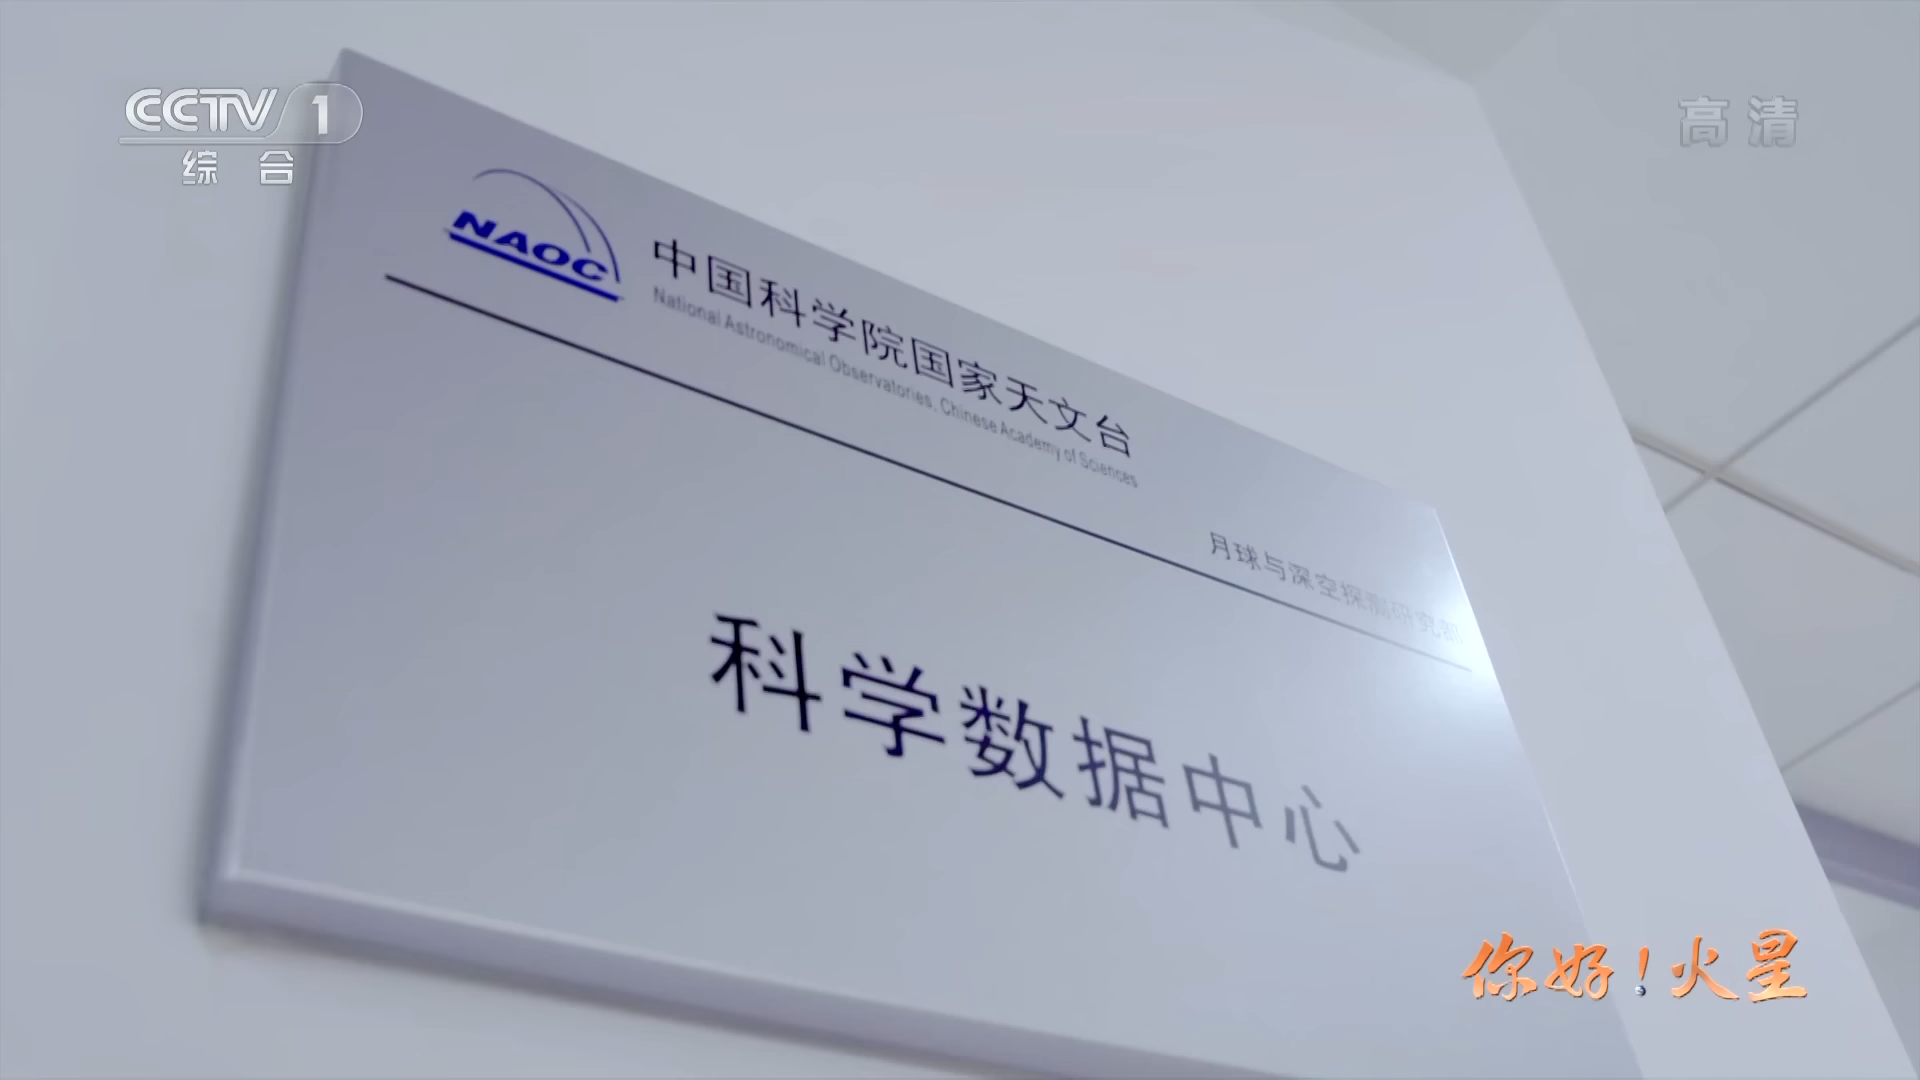 CCTV 1
综合
高清
NAOC
中国科学院国家天文台
National Astronomical Observatories, Chinese Academy of Sciences
月球与深空探测研究部
科学数据中心
你好!火星